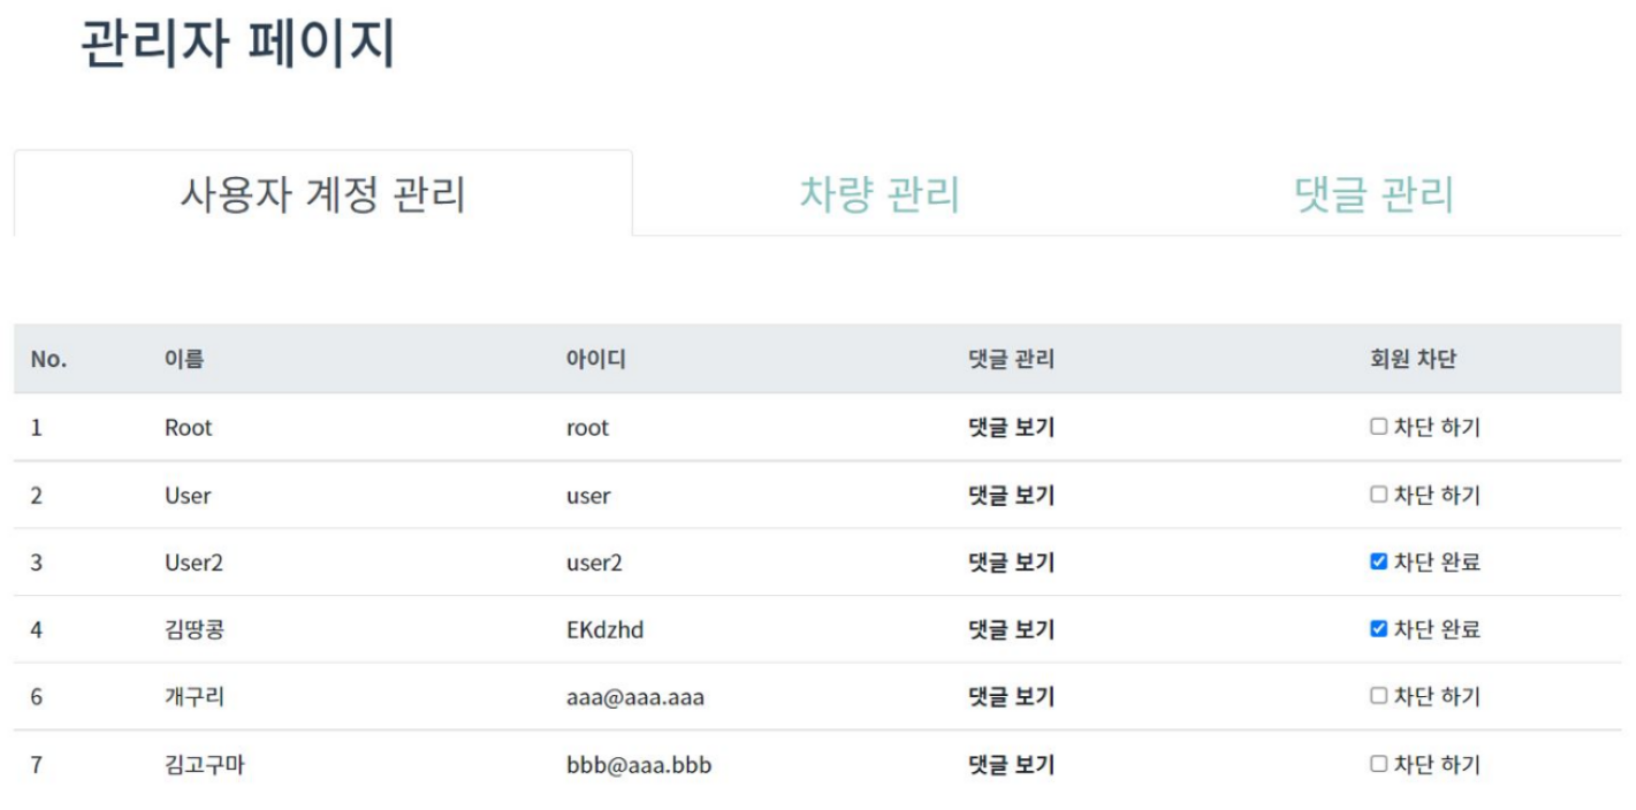 관리자 페이지
사용자 계정 관리 차량 관리 댓글 관리
No. 이름 아이디 댓글 관리 회원 차단
1 Root root 댓글 보기 차단 하기
2 User user 댓글 보기 차단 하기
3 User2 user2 댓글 보기 차단 완료
4 김땅콩 EKdzhd 댓글 보기 차단 완료
6 개구리 aaa@aaa.aaa 댓글 보기 차단 하기
7 김고구마 bbb@aaa.bbb 댓글 보기 차단 하기